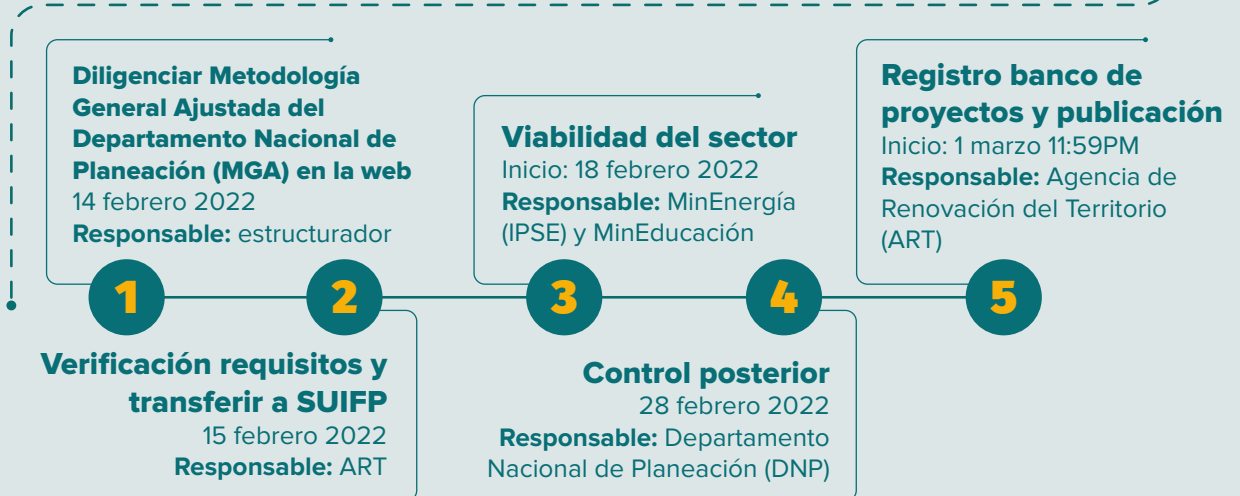 Diligenciar Metodología
General Ajustada del
Departamento Nacional de
Planeación (MGA) en la web
14 febrero 2022
Responsable: estructurador
1
2
Verificación requisitos y
transferir a SUIFP
15 febrero 2022
Responsable: ART
Viabilidad del sector
Inicio: 18 febrero 2022
Responsable: MinEnergía
(IPSE) y MinEducación
3
4
Control posterior
28 febrero 2022
Responsable: Departamento
Nacional de Planeación (DNP)
Registro banco de
proyectos y publicación
Inicio: 1 marzo 11:59PM
Responsable: Agencia de
Renovación del Territorio
(ART)
5